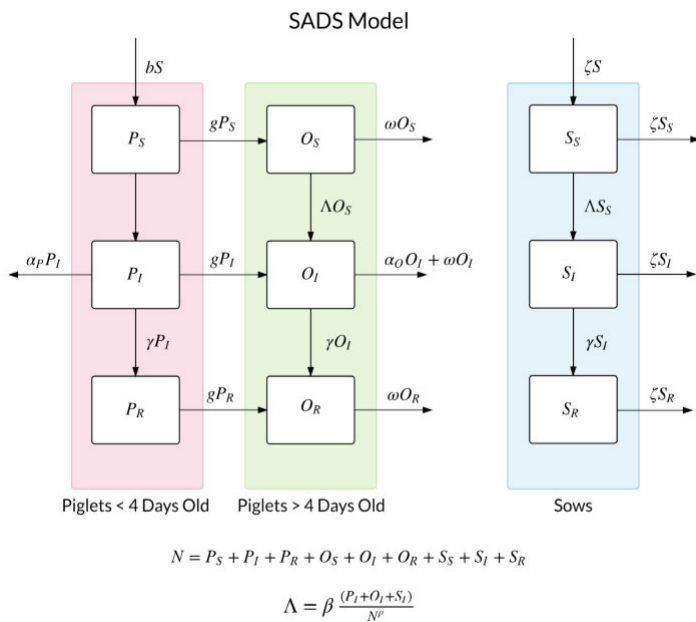 SADS Model
bS
ζS
P_S
gP_S
O_S
ωO_S
S_S
ζS_S
ΛO_S
ΛS_S
α_P P_I
P_I
gP_I
O_I
α_O O_I + ωO_I
S_I
ζS_I
γP_I
γO_I
γS_I
P_R
gP_R
O_R
ωO_R
S_R
ζS_R
Piglets < 4 Days Old
Piglets > 4 Days Old
Sows
N = P_S + P_I + P_R + O_S + O_I + O_R + S_S + S_I + S_R
Λ = β (P_I+O_I+S_I) / N^ρ